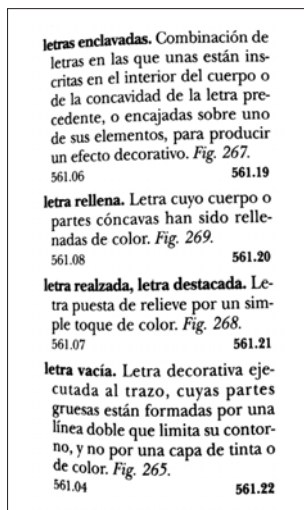 letras enclavadas. Combinación de
letras en las que unas están ins-
critas en el interior del cuerpo o
de la concavidad de la letra pre-
cedente, o encajadas sobre uno
de sus elementos, para producir
un efecto decorativo. Fig. 267.
561.06 561.19
letra rellena. Letra cuyo cuerpo o
partes cóncavas han sido relle-
nadas de color. Fig. 269.
561.08 561.20
letra realzada, letra destacada. Le-
tra puesta de relieve por un sim-
ple toque de color. Fig. 268.
561.07 561.21
letra vacía. Letra decorativa eje-
cutada al trazo, cuyas partes
gruesas están formadas por una
línea doble que limita su contor-
no, y no por una capa de tinta o
de color. Fig. 265.
561.04 561.22